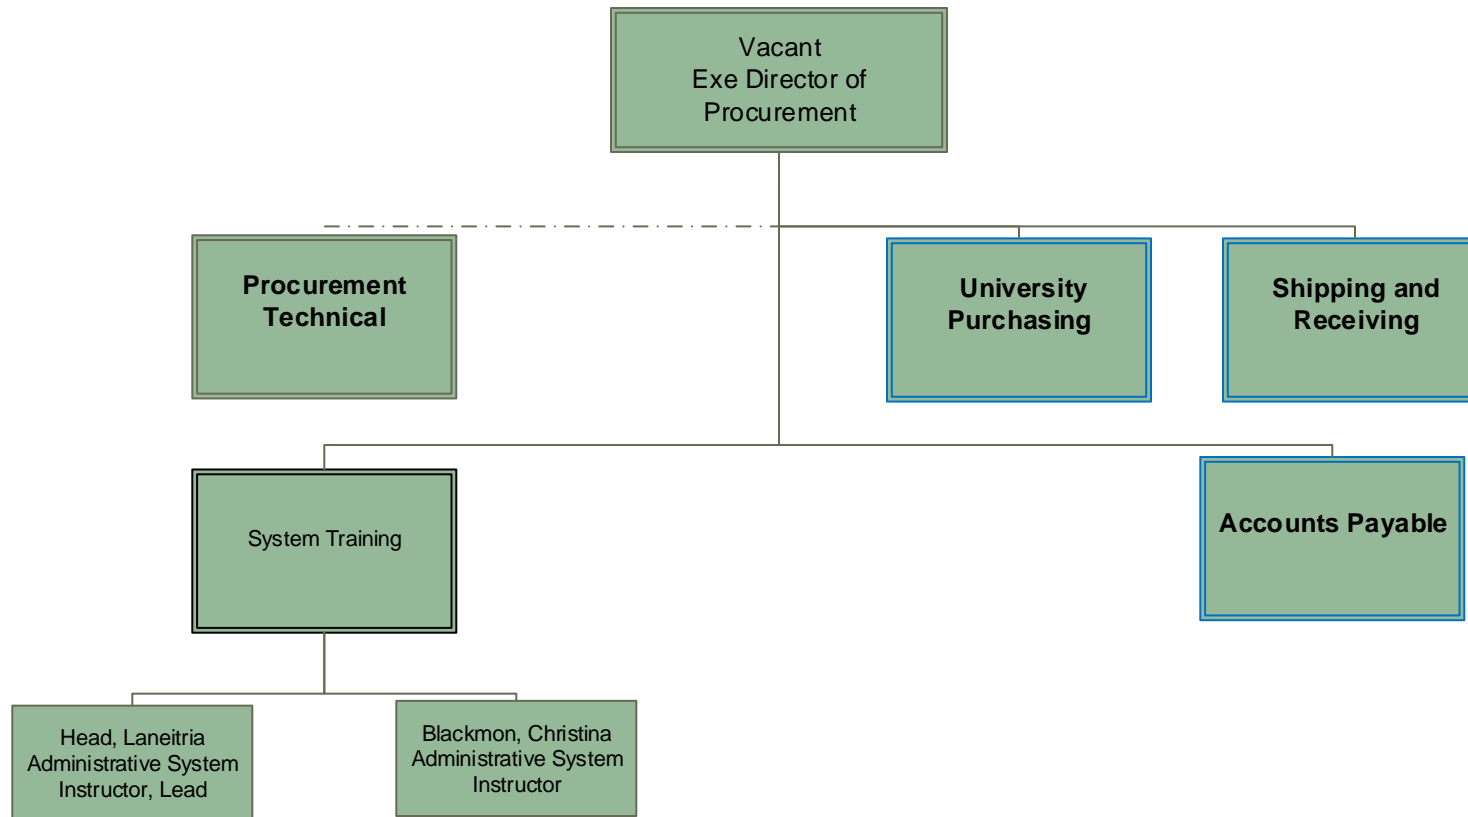 Vacant
Exe Director of
Procurement
Procurement
Technical
University
Purchasing
Shipping and
Receiving
System Training
Accounts Payable
Head, Laneitria
Administrative System
Instructor, Lead
Blackmon, Christina
Administrative System
Instructor